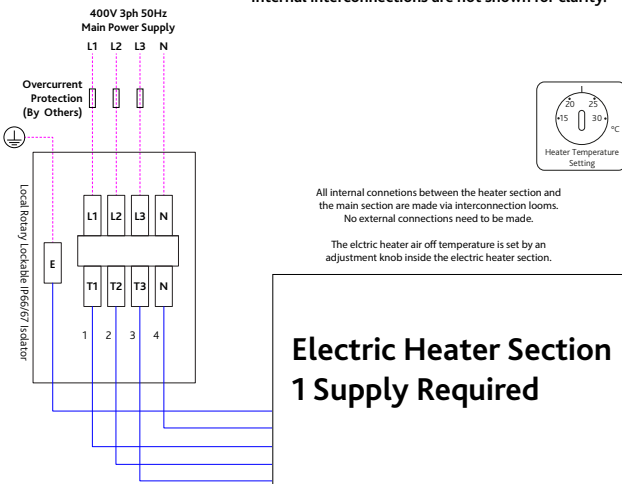 Internal interconnections are not shown for clarity.
400V 3ph 50Hz
Main Power Supply
L1 L2 L3 N
Overcurrent
Protection
(By Others)
20 25
15 30
°C
Heater Temperature
Setting
All internal connetions between the heater section and
the main section are made via interconnection looms.
No external connections need to be made.
The elctric heater air off temperature is set by an
adjustment knob inside the electric heater section.
Local Rotary Lockable IP66/67 Isolator
L1 L2 L3 N
E
T1 T2 T3 N
1 2 3 4
Electric Heater Section
1 Supply Required